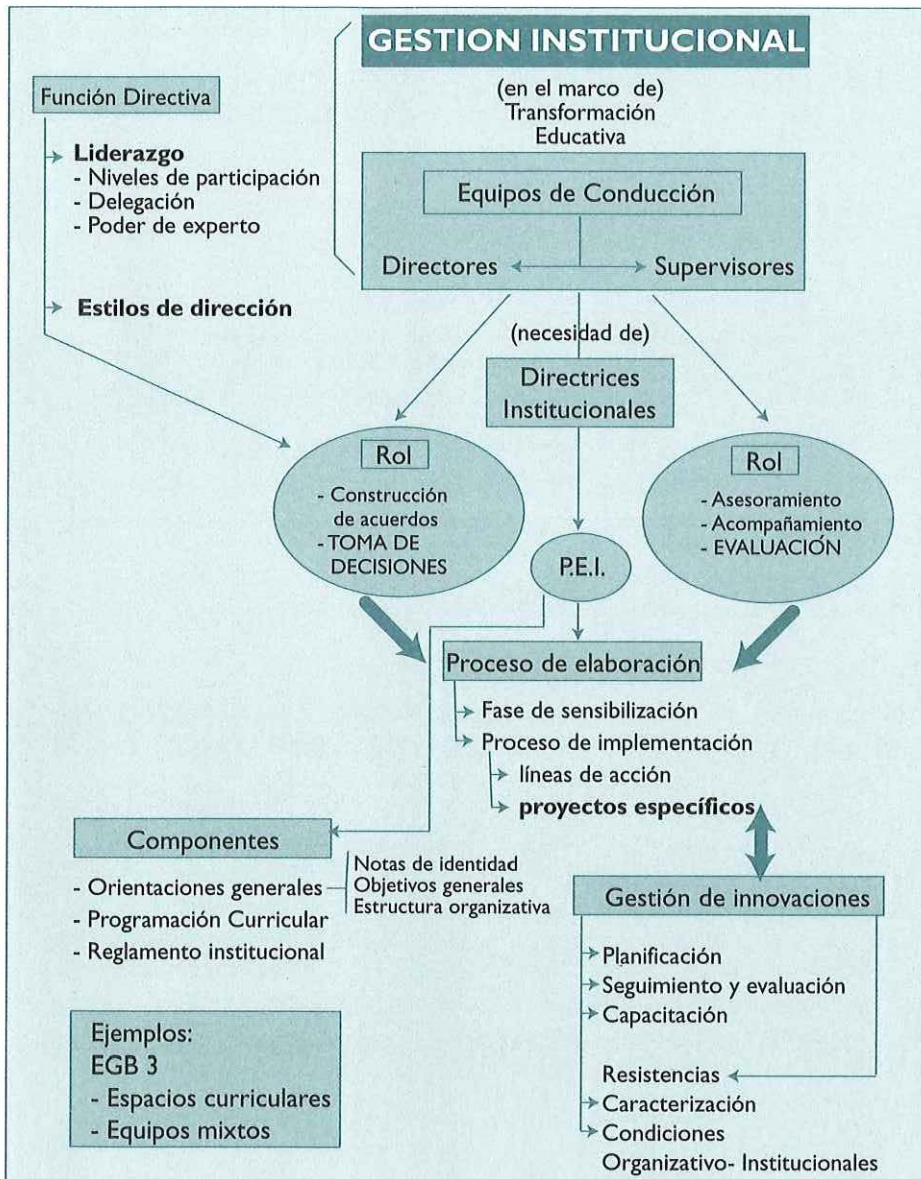 GESTION INSTITUCIONAL
(en el marco de)
Transformación
Educativa
Función Directiva
Liderazgo
- Niveles de participación
- Delegación
- Poder de experto
Estilos de dirección
Equipos de Conducción
Directores
Supervisores
(necesidad de)
Directrices
Institucionales
Rol
- Construcción
de acuerdos
- TOMA DE
DECISIONES
Rol
- Asesoramiento
- Acompañamiento
- EVALUACIÓN
P.E.I.
Proceso de elaboración
Fase de sensibilización
Proceso de implementación
líneas de acción
proyectos específicos
Componentes
- Orientaciones generales
Notas de identidad
Objetivos generales
Estructura organizativa
- Programación Curricular
- Reglamento institucional
Gestión de innovaciones
Planificación
Seguimiento y evaluación
Capacitación
Resistencias
Caracterización
Condiciones
Organizativo- Institucionales
Ejemplos:
EGB 3
- Espacios curriculares
- Equipos mixtos